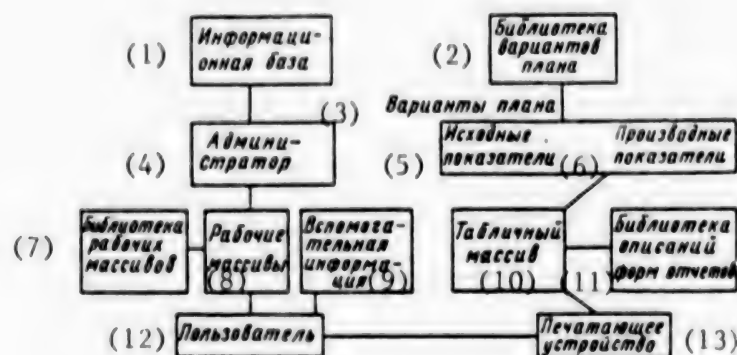 (1)
Информаци-
онная база
(2)
Библиотека
вариантов
плана
(3)
Варианты плана
(4)
Админи-
стратор
(5)
Исходные
показатели
(6)
Производные
показатели
(7)
Библиотека
рабочих
массивов
Рабочие
массивы
(8)
Вспомога-
тельная
информа-
ция
(9)
Табличный
массив
(10)
Библиотека
описаний
форм отчетов
(11)
(12)
Пользователь
Печатающее
устройство
(13)